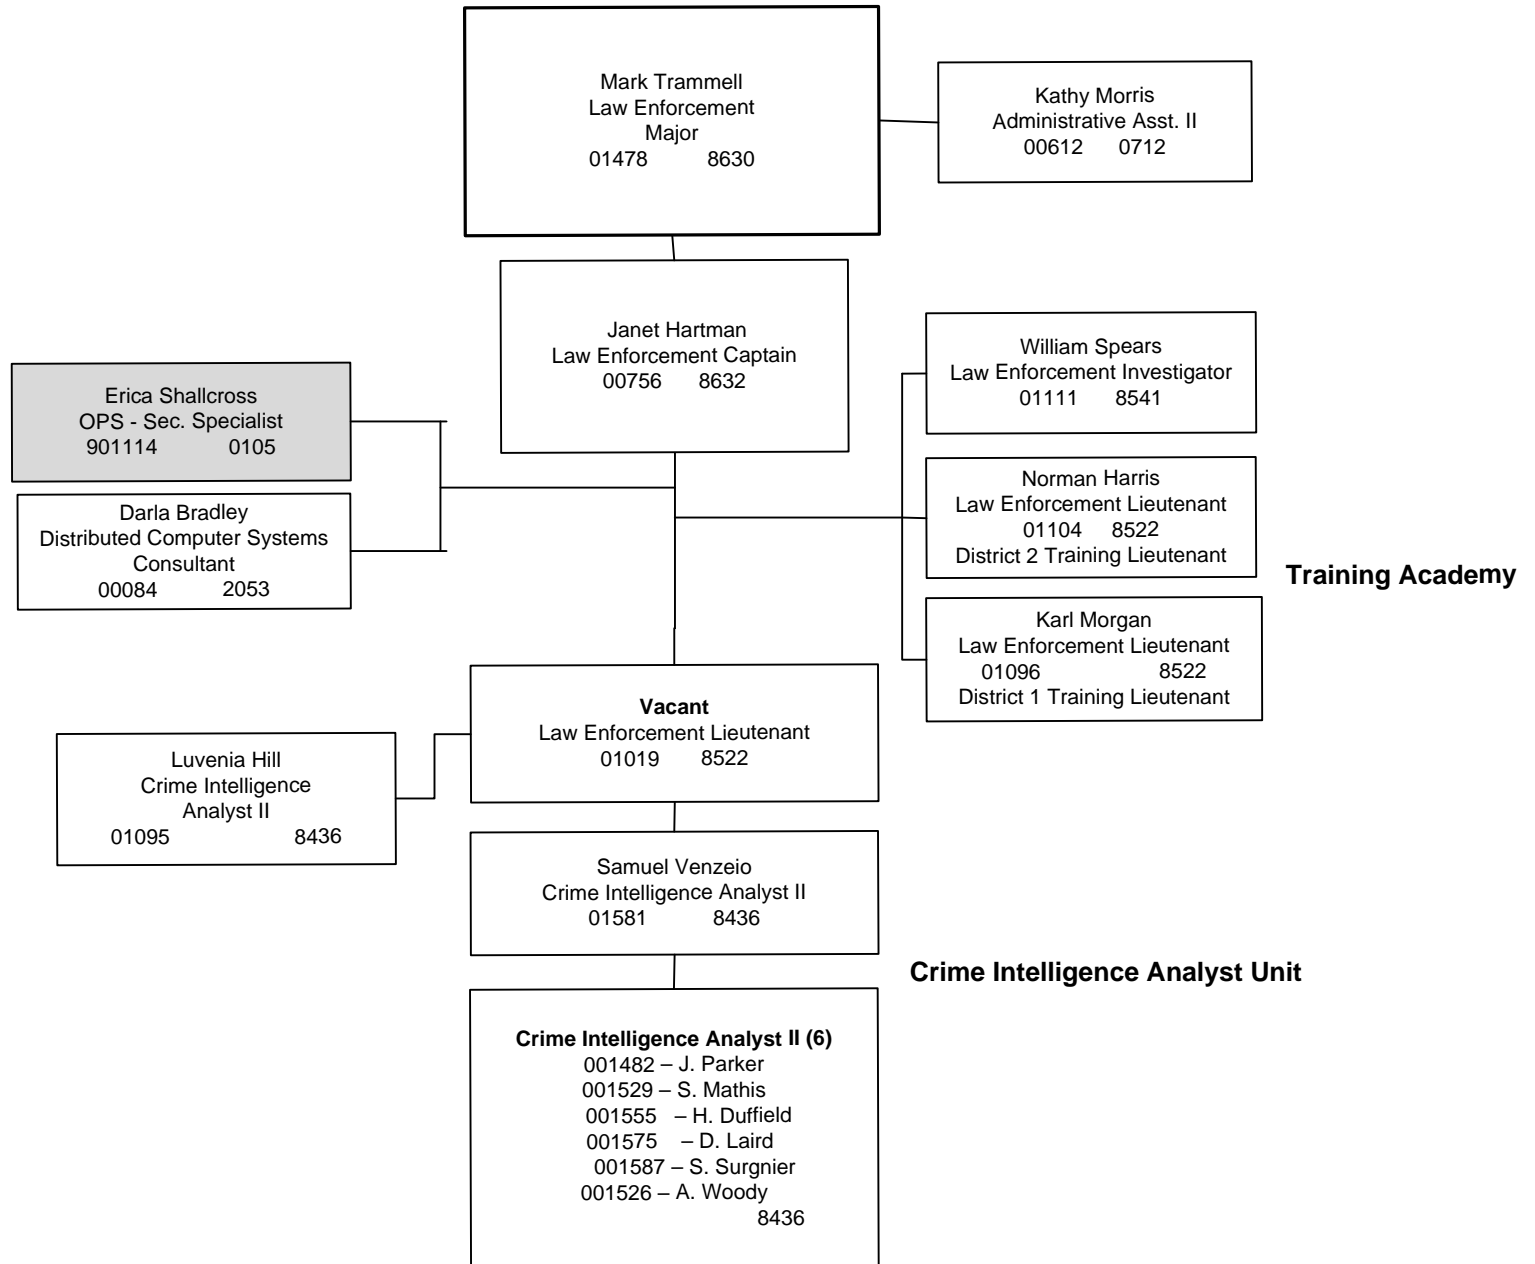 Mark Trammell
Law Enforcement
Major
01478 8630
Kathy Morris
Administrative Asst. II
00612 0712
Janet Hartman
Law Enforcement Captain
00756 8632
Erica Shallcross
OPS - Sec. Specialist
901114 0105
Darla Bradley
Distributed Computer Systems
Consultant
00084 2053
William Spears
Law Enforcement Investigator
01111 8541
Norman Harris
Law Enforcement Lieutenant
01104 8522
District 2 Training Lieutenant
Training Academy
Karl Morgan
Law Enforcement Lieutenant
01096 8522
District 1 Training Lieutenant
Vacant
Law Enforcement Lieutenant
01019 8522
Luvenia Hill
Crime Intelligence
Analyst II
01095 8436
Samuel Venzeio
Crime Intelligence Analyst II
01581 8436
Crime Intelligence Analyst Unit
Crime Intelligence Analyst II (6)
001482 – J. Parker
001529 – S. Mathis
001555 – H. Duffield
001575 – D. Laird
001587 – S. Surgnier
001526 – A. Woody
8436